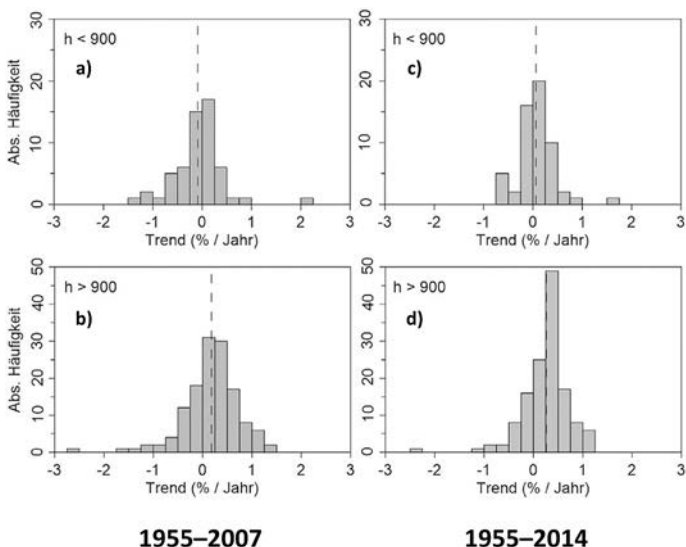 h < 900
a)
Abs. Häufigkeit
0 10 20 30
-3 -2 -1 0 1 2 3
Trend (% / Jahr)
h < 900
c)
0 10 20 30
-3 -2 -1 0 1 2 3
Trend (% / Jahr)
h > 900
b)
Abs. Häufigkeit
0 10 20 30 40 50
-3 -2 -1 0 1 2 3
Trend (% / Jahr)
h > 900
d)
0 10 20 30 40 50
-3 -2 -1 0 1 2 3
Trend (% / Jahr)
1955–2007
1955–2014